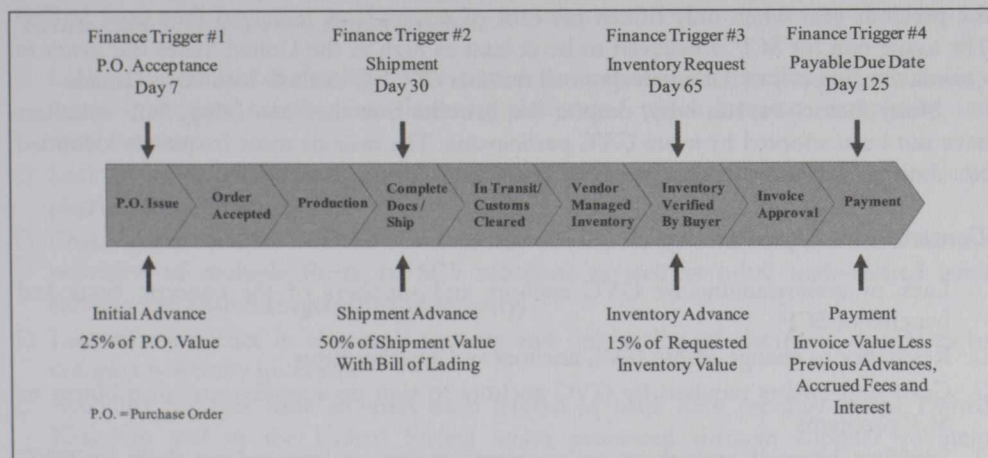 Finance Trigger #1
P.O. Acceptance
Day 7
Finance Trigger #2
Shipment
Day 30
Finance Trigger #3
Inventory Request
Day 65
Finance Trigger #4
Payable Due Date
Day 125
P.O. Issue
Order
Accepted
Production
Complete
Docs /
Ship
In Transit/
Customs
Cleared
Vendor
Managed
Inventory
Inventory
Verified
By Buyer
Invoice
Approval
Payment
Initial Advance
25% of P.O. Value
Shipment Advance
50% of Shipment Value
With Bill of Lading
Inventory Advance
15% of Requested
Inventory Value
Payment
Invoice Value Less
Previous Advances,
Accrued Fees and
Interest
P.O. = Purchase Order